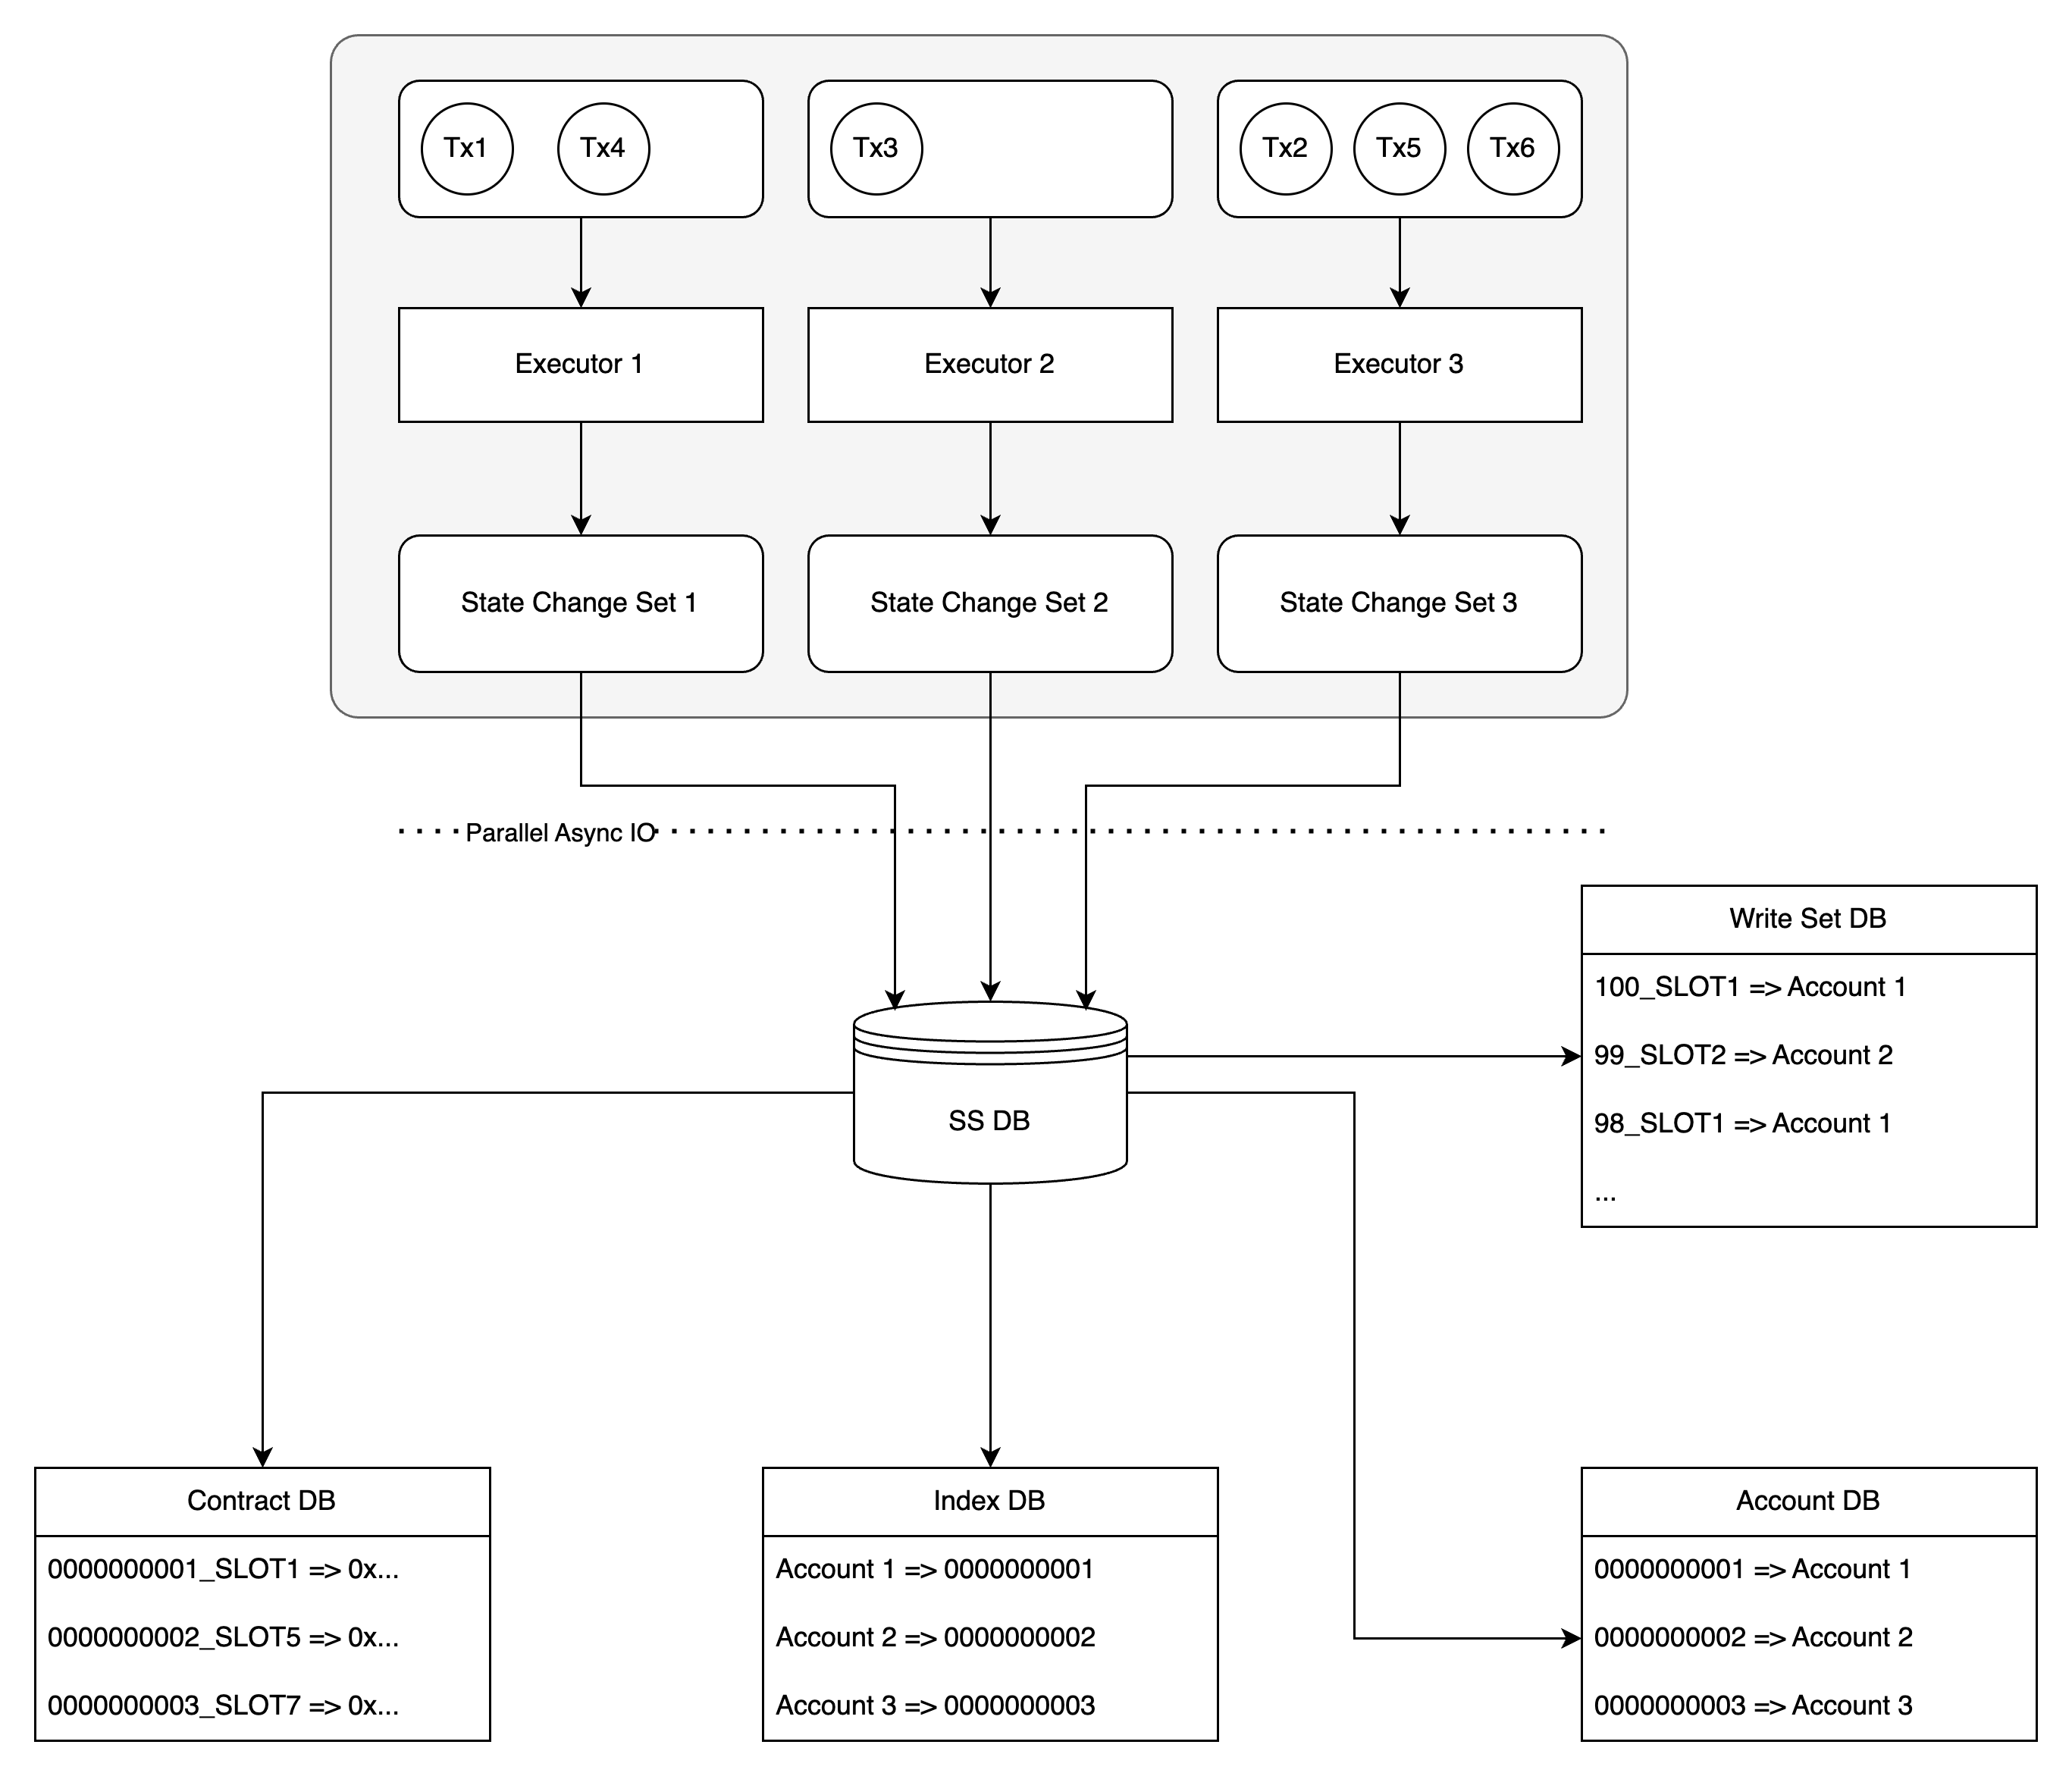 Tx1
Tx4
Tx3
Tx2
Tx5
Tx6
Executor 1
Executor 2
Executor 3
State Change Set 1
State Change Set 2
State Change Set 3
Parallel Async IO
Write Set DB
100_SLOT1 => Account 1
99_SLOT2 => Account 2
98_SLOT1 => Account 1
...
SS DB
Contract DB
0000000001_SLOT1 => 0x...
0000000002_SLOT5 => 0x...
0000000003_SLOT7 => 0x...
Index DB
Account 1 => 0000000001
Account 2 => 0000000002
Account 3 => 0000000003
Account DB
0000000001 => Account 1
0000000002 => Account 2
0000000003 => Account 3